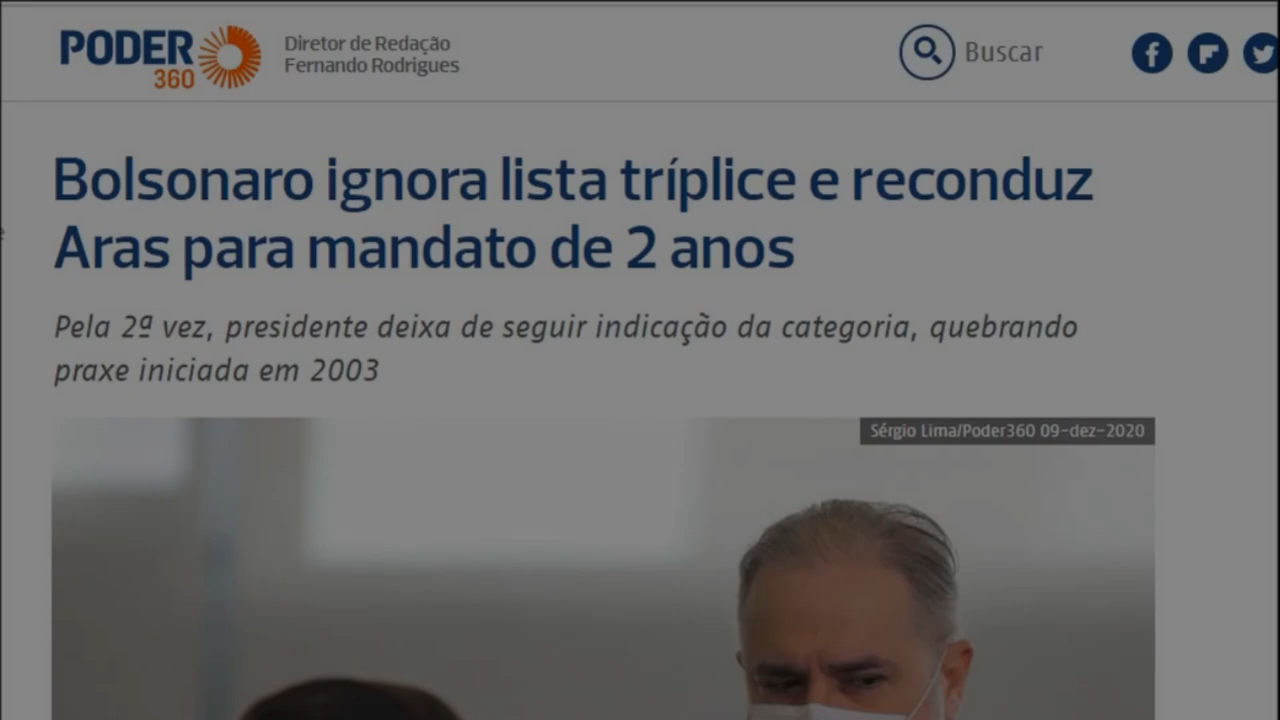 PODER
360
Diretor de Redação
Fernando Rodrigues
Buscar
Bolsonaro ignora lista tríplice e reconduz
Aras para mandato de 2 anos
Pela 2ª vez, presidente deixa de seguir indicação da categoria, quebrando
praxe iniciada em 2003
Sérgio Lima/Poder360 09-dez-2020